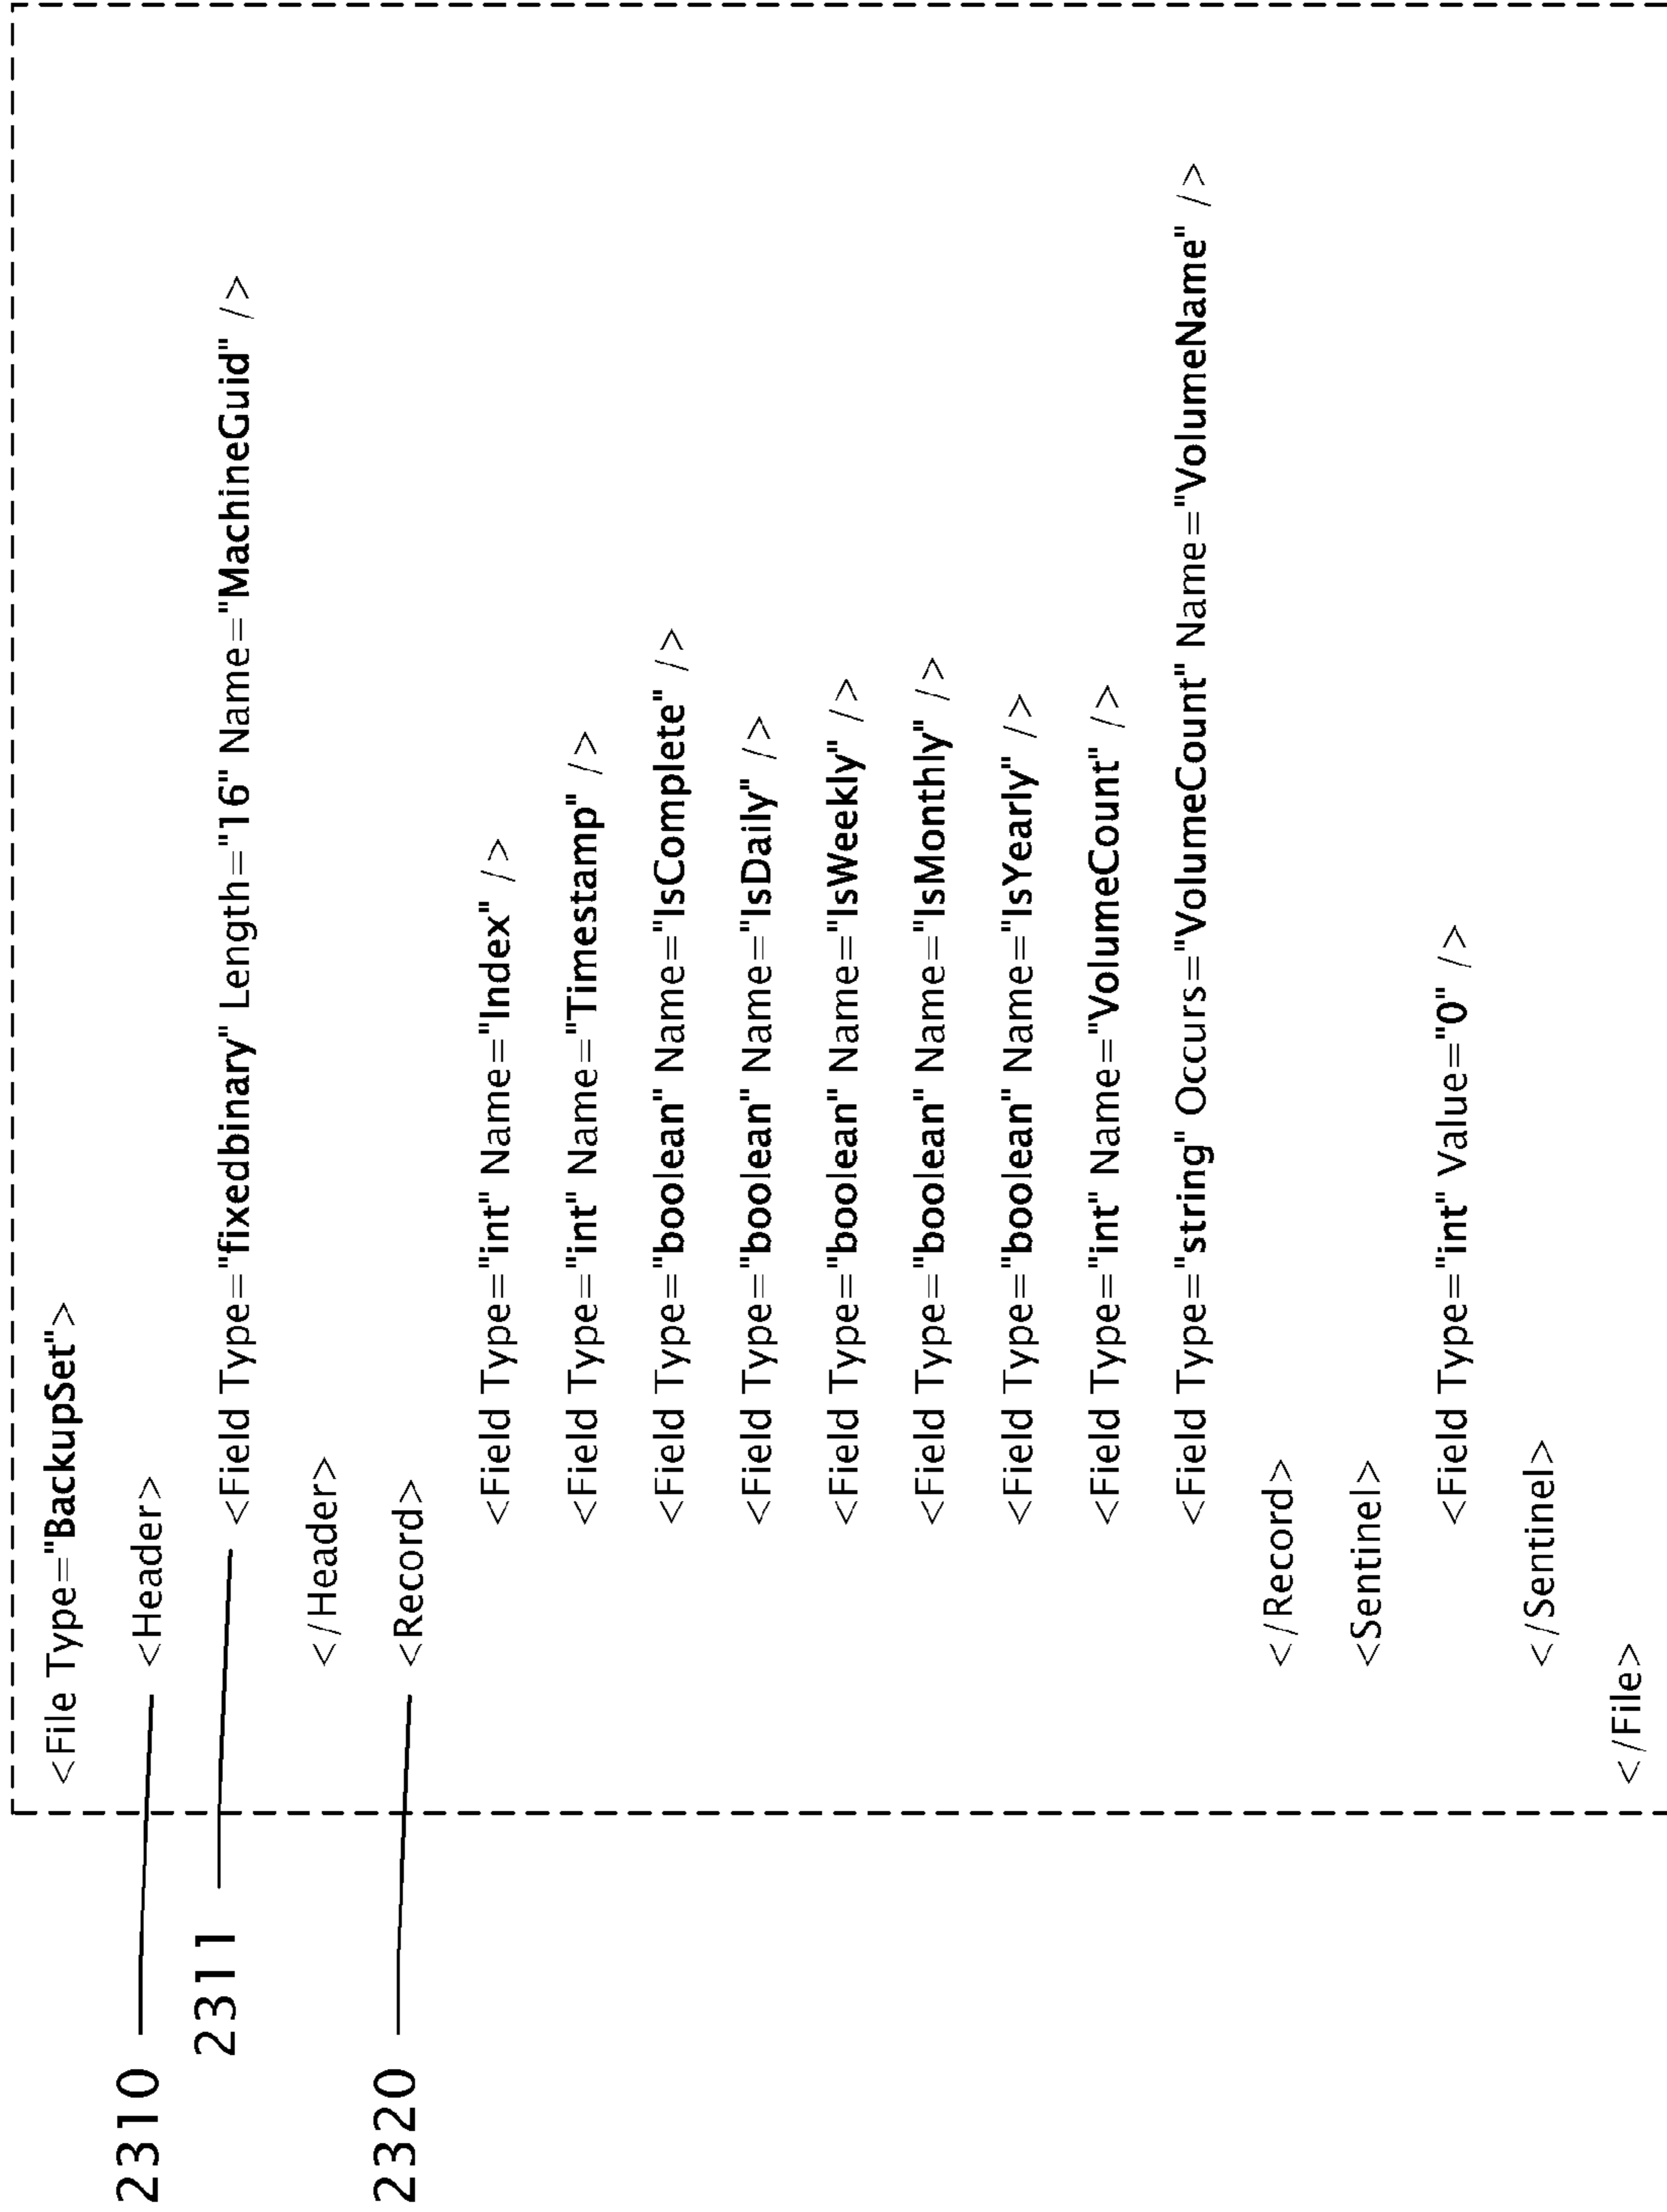 <File Type="BackupSet">
2310 <Header>
2311 <Field Type="fixedbinary" Length="16" Name="MachineGuid" />
</Header>
2320 <Record>
<Field Type="int" Name="Index" />
<Field Type="int" Name="Timestamp" />
<Field Type="boolean" Name="IsComplete" />
<Field Type="boolean" Name="IsDaily" />
<Field Type="boolean" Name="IsWeekly" />
<Field Type="boolean" Name="IsMonthly" />
<Field Type="boolean" Name="IsYearly" />
<Field Type="int" Name="VolumeCount" />
<Field Type="string" Occurs="VolumeCount" Name="VolumeName" />
</Record>
<Sentinel>
<Field Type="int" Value="0" />
</Sentinel>
</File>